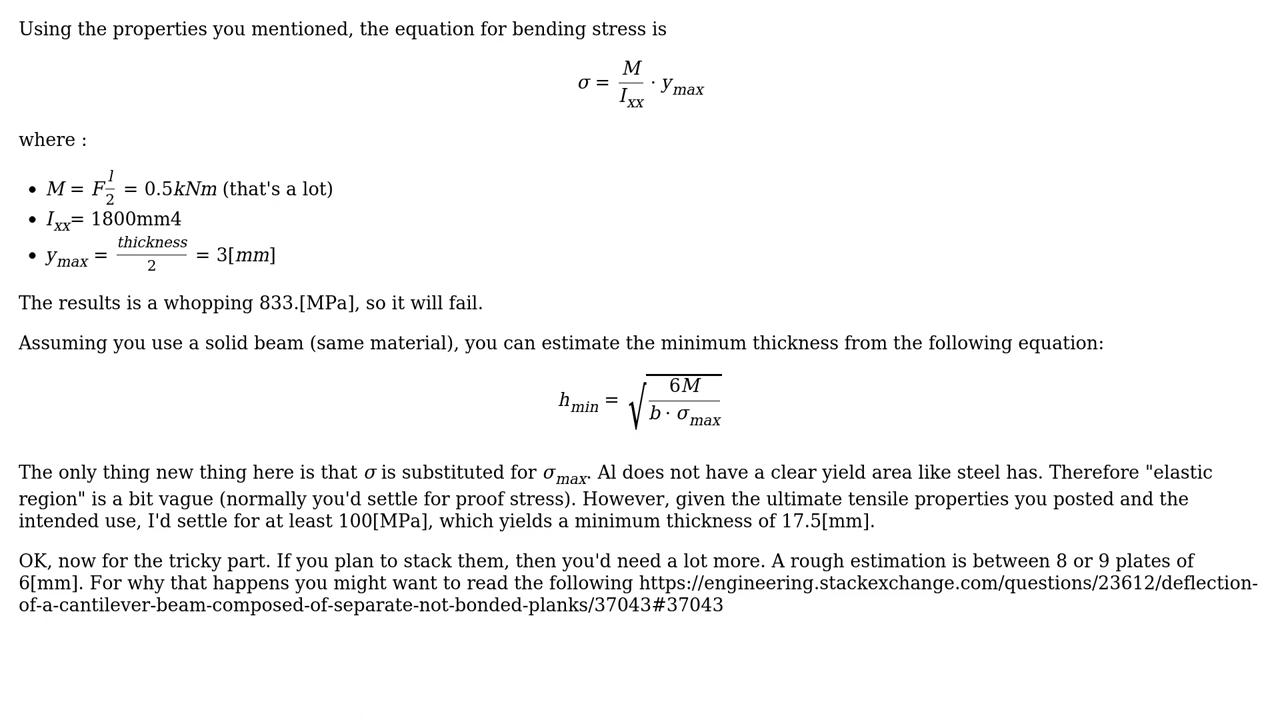 Using the properties you mentioned, the equation for bending stress is
σ = M/I_xx · y_max
where :
• M = F l/2 = 0.5kNm (that's a lot)
• I_xx= 1800mm4
• y_max = thickness/2 = 3[mm]
The results is a whopping 833.[MPa], so it will fail.
Assuming you use a solid beam (same material), you can estimate the minimum thickness from the following equation:
h_min = √(6M/(b · σ_max))
The only thing new thing here is that σ is substituted for σ_max. Al does not have a clear yield area like steel has. Therefore "elastic
region" is a bit vague (normally you'd settle for proof stress). However, given the ultimate tensile properties you posted and the
intended use, I'd settle for at least 100[MPa], which yields a minimum thickness of 17.5[mm].
OK, now for the tricky part. If you plan to stack them, then you'd need a lot more. A rough estimation is between 8 or 9 plates of
6[mm]. For why that happens you might want to read the following https://engineering.stackexchange.com/questions/23612/deflection-
of-a-cantilever-beam-composed-of-separate-not-bonded-planks/37043#37043